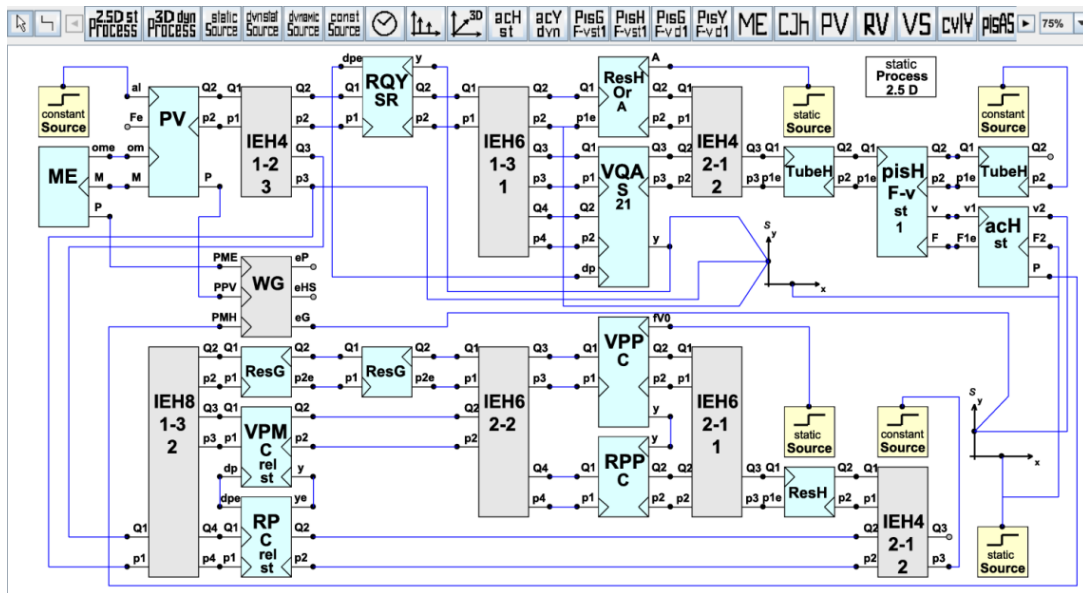 2.5D st Process
3D dyn Process
static Source
dynstat Source
dynamic Source
const Source
3D
acH st
acY dyn
PisG F-vst1
PisH F-vst1
PisG F-v d1
PisY F-v d1
ME
CJh
PV
RV
VS
cylY
pisAS
75%
constant
Source
al
Fe
om
M
PV
Q2
p2
P
ME
ome
M
P
Q1
p1
IEH4
1-2
3
Q2
p2
Q3
p3
dpe
y
Q1
p1
RQY
SR
Q2
p2
Q1
p1
IEH6
1-3
1
Q2
p2
Q3
p3
Q4
p4
Q1
p1e
ResH
Or
A
A
Q2
p2
Q1
p1
Q2
p2
dp
VQA
S
21
Q3
p3
y
static
Source
Q1
p1
Q2
p2
IEH4
2-1
2
Q3
p3
static
Process
2.5 D
Q1
p1e
TubeH
Q2
p2
Q1
p1e
pisH
F-v
st
1
Q2
p2
v
F
constant
Source
Q1
p1e
TubeH
Q2
p2
v1
F1e
acH
st
v2
F2
P
S
y
x
PME
PPV
PMH
WG
eP
eHS
eG
Q1
p1
IEH8
1-3
2
Q2
p2
Q3
p3
Q4
p4
Q1
p1
ResG
Q2
p2e
Q1
p1
ResG
Q2
p2e
Q1
p1
dp
VPM
C
rel
st
Q2
p2
y
dpe
Q1
p1
RP
C
rel
st
ye
Q2
p2
Q1
p1
Q2
p2
IEH6
2-2
Q3
p3
Q4
p4
Q1
p1
VPP
C
fV0
Q2
p2
y
Q1
p1
RPP
C
y
Q2
p2
Q1
p1
Q2
p2
IEH6
2-1
1
Q3
p3
static
Source
Q1
p1e
ResH
Q2
p2
constant
Source
Q1
p1
Q2
p2
IEH4
2-1
2
Q3
p3
S
y
x
static
Source